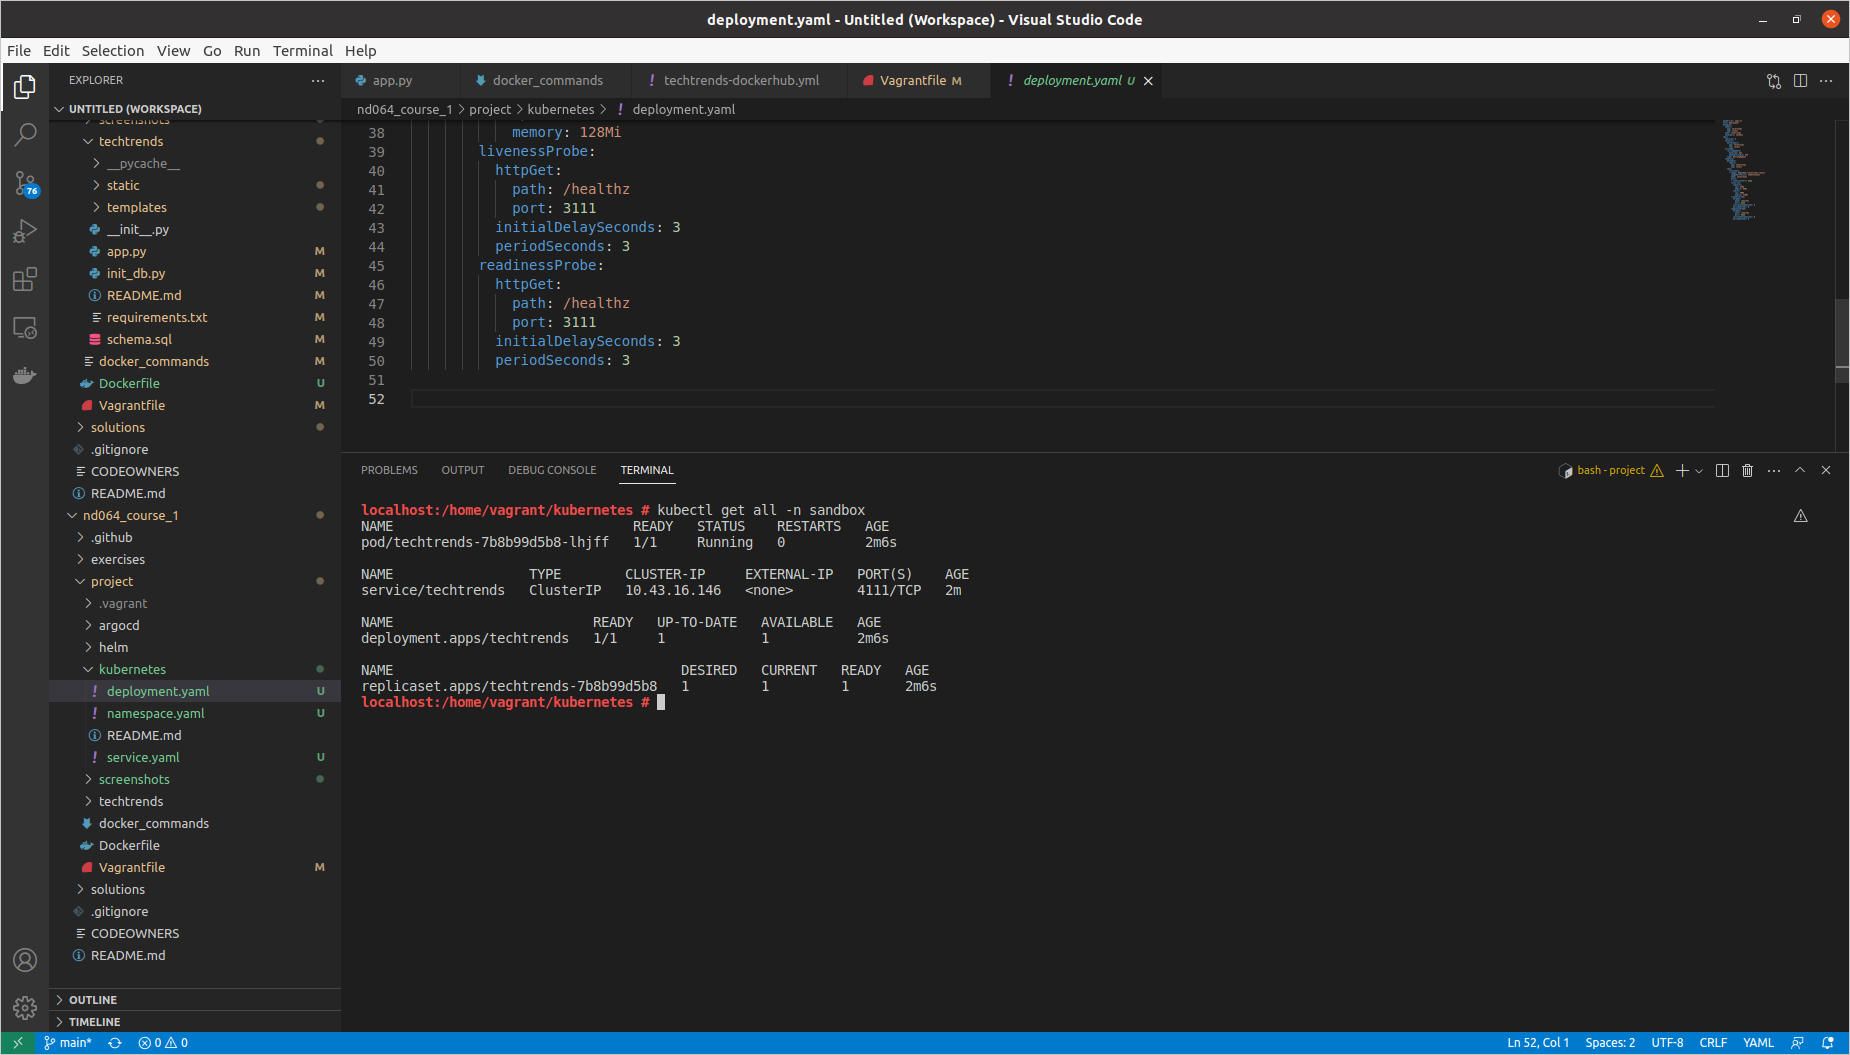 deployment.yaml - Untitled (Workspace) - Visual Studio Code
File Edit Selection View Go Run Terminal Help
EXPLORER
UNTITLED (WORKSPACE)
screenshots
techtrends
__pycache__
static
templates
__init__.py
app.py M
init_db.py M
README.md M
requirements.txt M
schema.sql M
docker_commands M
Dockerfile U
Vagrantfile M
solutions
.gitignore
CODEOWNERS
README.md
nd064_course_1
.github
exercises
project
.vagrant
argocd
helm
kubernetes
deployment.yaml U
namespace.yaml U
README.md
service.yaml U
screenshots
techtrends
docker_commands
Dockerfile
Vagrantfile M
solutions
.gitignore
CODEOWNERS
README.md
OUTLINE
TIMELINE
76
app.py docker_commands techtrends-dockerhub.yml Vagrantfile M deployment.yaml U
nd064_course_1 > project > kubernetes > ! deployment.yaml
38 memory: 128Mi
39 livenessProbe:
40 httpGet:
41 path: /healthz
42 port: 3111
43 initialDelaySeconds: 3
44 periodSeconds: 3
45 readinessProbe:
46 httpGet:
47 path: /healthz
48 port: 3111
49 initialDelaySeconds: 3
50 periodSeconds: 3
51
52
PROBLEMS OUTPUT DEBUG CONSOLE TERMINAL bash - project
localhost:/home/vagrant/kubernetes # kubectl get all -n sandbox
NAME READY STATUS RESTARTS AGE
pod/techtrends-7b8b99d5b8-lhjff 1/1 Running 0 2m6s
NAME TYPE CLUSTER-IP EXTERNAL-IP PORT(S) AGE
service/techtrends ClusterIP 10.43.16.146 <none> 4111/TCP 2m
NAME READY UP-TO-DATE AVAILABLE AGE
deployment.apps/techtrends 1/1 1 1 2m6s
NAME DESIRED CURRENT READY AGE
replicaset.apps/techtrends-7b8b99d5b8 1 1 1 2m6s
localhost:/home/vagrant/kubernetes #
main* 0 0 Ln 52, Col 1 Spaces: 2 UTF-8 CRLF YAML